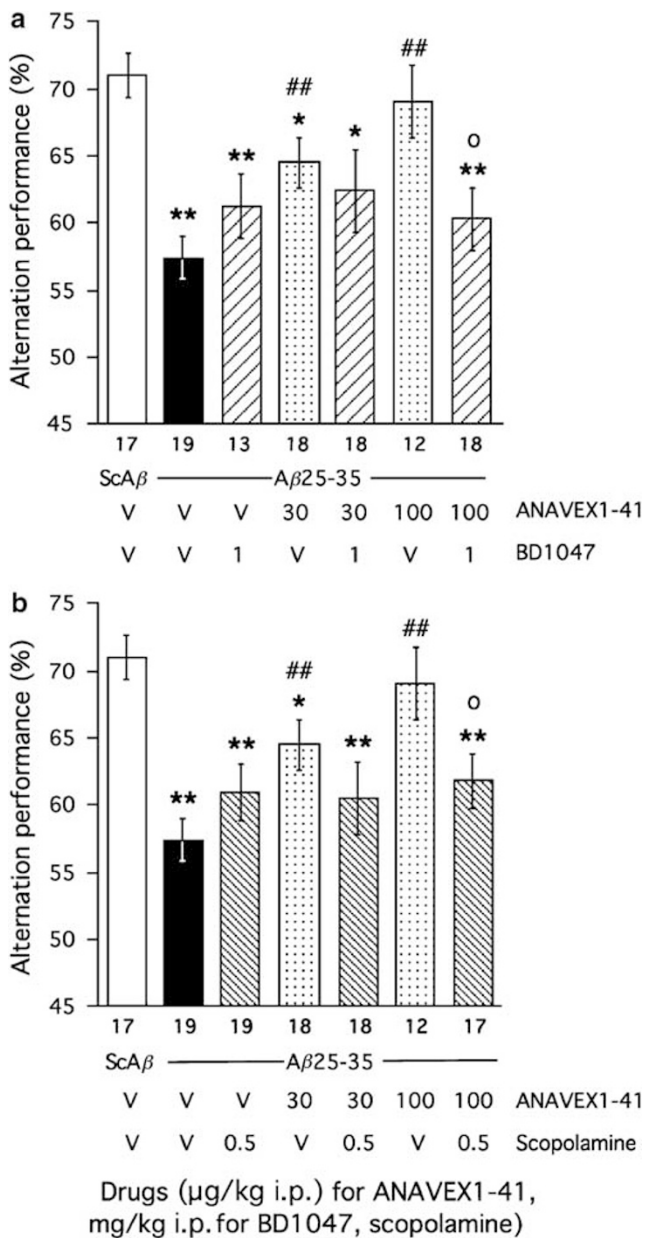 a
75
70
65
60
55
50
45
Alternation performance (%)
**
**
##
*
*
##
o
**
17 19 13 18 18 12 18
ScAβ Aβ25-35
V V V 30 30 100 100 ANAVEX1-41
V V 1 V 1 V 1 BD1047
b
75
70
65
60
55
50
45
Alternation performance (%)
**
**
##
*
**
##
o
**
17 19 19 18 18 12 17
ScAβ Aβ25-35
V V V 30 30 100 100 ANAVEX1-41
V V 0.5 V 0.5 V 0.5 Scopolamine
Drugs (µg/kg i.p.) for ANAVEX1-41,
mg/kg i.p. for BD1047, scopolamine)